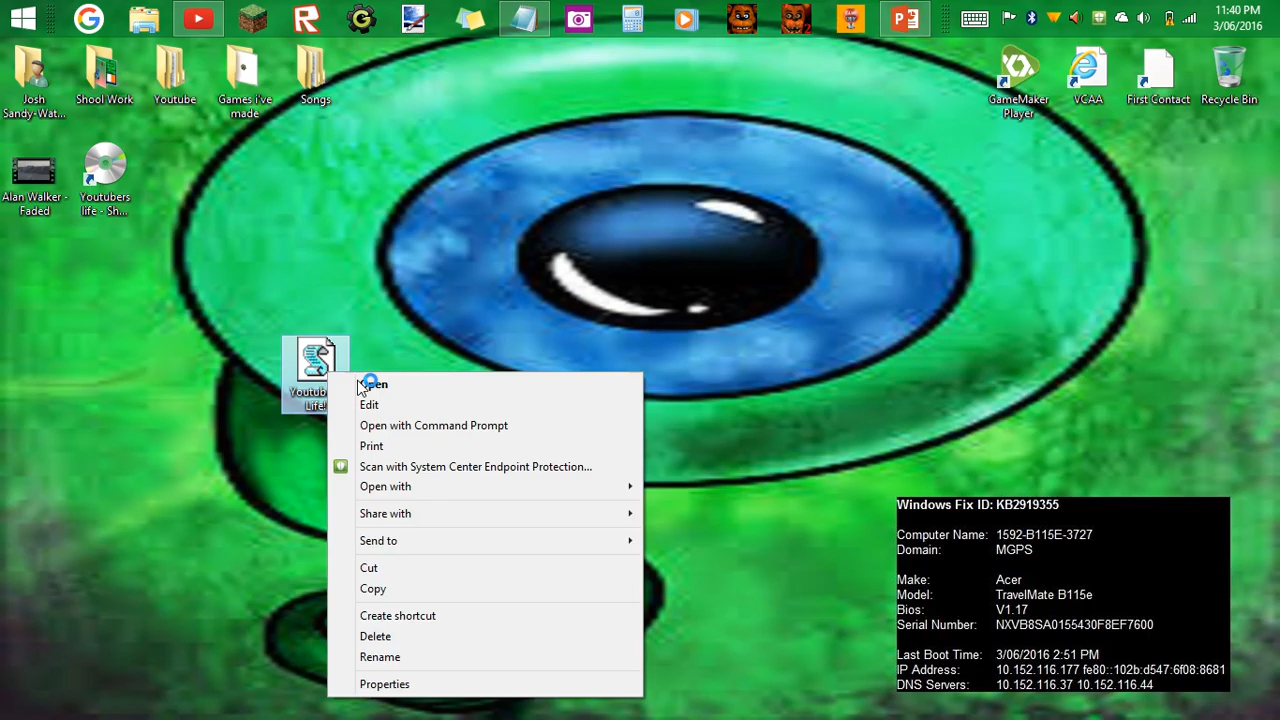 11:40 PM
3/06/2016
Josh
Sandy-Wat...
Shool Work
Youtube
Games i've
made
Songs
GameMaker
Player
VCAA
First Contact
Recycle Bin
Alan Walker -
Faded
Youtubers
life - Sh...
Life!
Open
Edit
Open with Command Prompt
Print
Scan with System Center Endpoint Protection...
Open with
Share with
Send to
Cut
Copy
Create shortcut
Delete
Rename
Properties
Windows Fix ID: KB2919355
Computer Name: 1592-B115E-3727
Domain: MGPS
Make: Acer
Model: TravelMate B115e
Bios: V1.17
Serial Number: NXVB8SA0155430F8EF7600
Last Boot Time: 3/06/2016 2:51 PM
IP Address: 10.152.116.177 fe80::102b:d547:6f08:8681
DNS Servers: 10.152.116.37 10.152.116.44